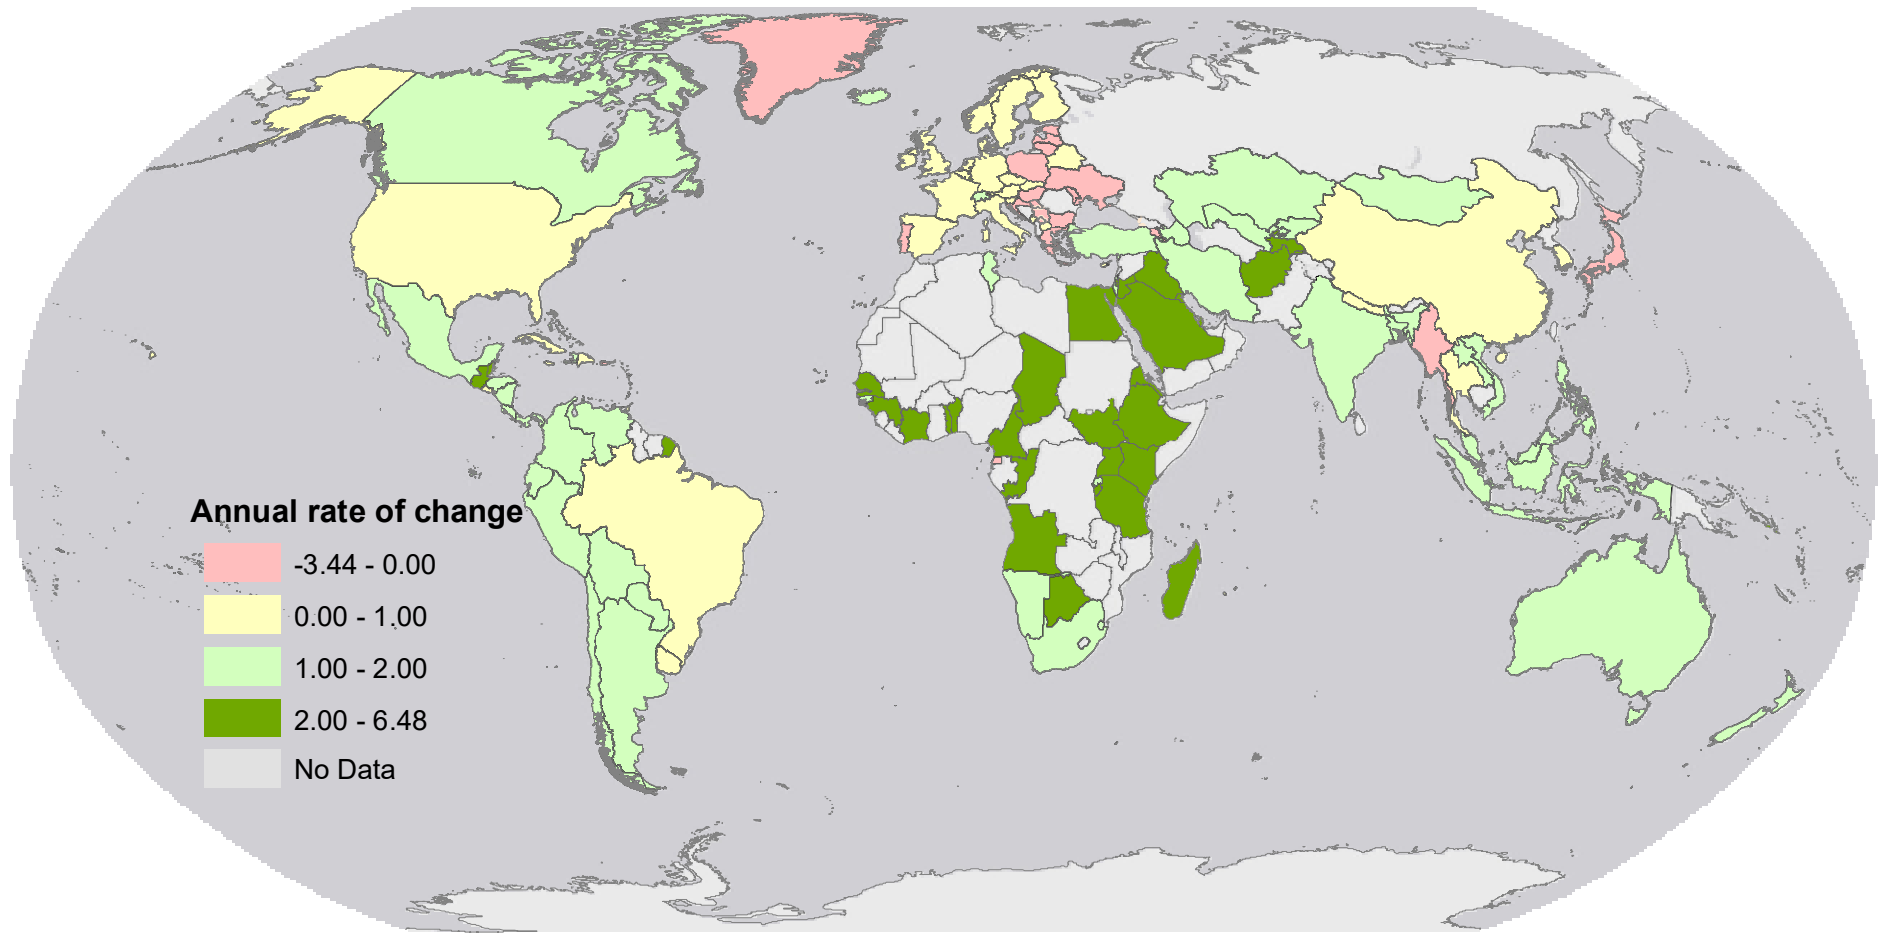 Annual rate of change
-3.44 - 0.00
0.00 - 1.00
1.00 - 2.00
2.00 - 6.48
No Data